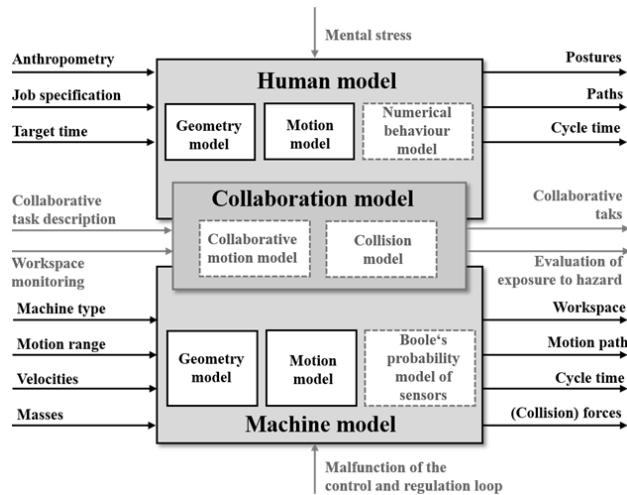 Mental stress
Anthropometry
Job specification
Target time
Human model
Geometry
model
Motion
model
Numerical
behaviour
model
Postures
Paths
Cycle time
Collaborative
task description
Workspace
monitoring
Collaboration model
Collaborative
motion model
Collision
model
Collaborative
taks
Evaluation of
exposure to hazard
Machine type
Motion range
Velocities
Masses
Geometry
model
Motion
model
Boole‘s
probability
model of
sensors
Machine model
Workspace
Motion path
Cycle time
(Collision) forces
Malfunction of the
control and regulation loop